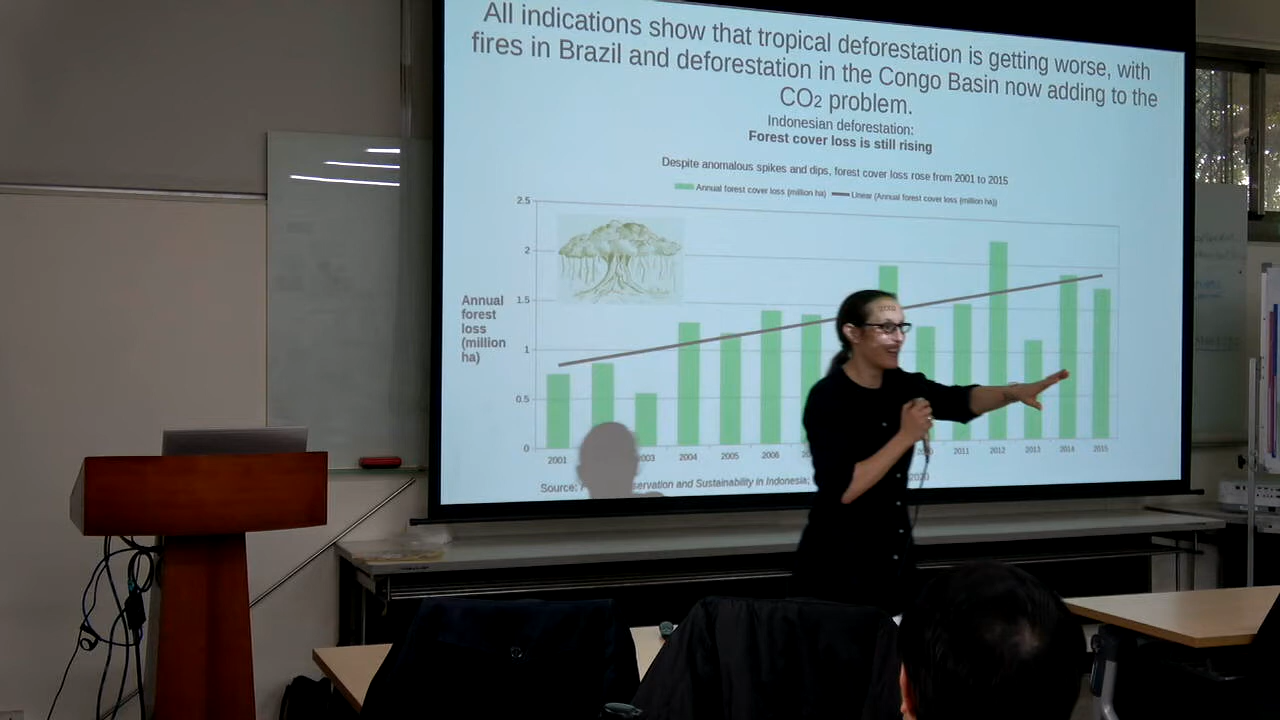 All indications show that tropical deforestation is getting worse, with
fires in Brazil and deforestation in the Congo Basin now adding to the
CO2 problem.
Indonesian deforestation:
Forest cover loss is still rising
Despite anomalous spikes and dips, forest cover loss rose from 2001 to 2015
Annual forest cover loss (million ha) Linear (Annual forest cover loss (million ha))
2.5
2
1.5
1
0.5
0
Annual
forest
loss
(million
ha)
2001 2004 2005 2006 2011 2012 2013 2014 2015
Source: and Sustainability in Indonesia;